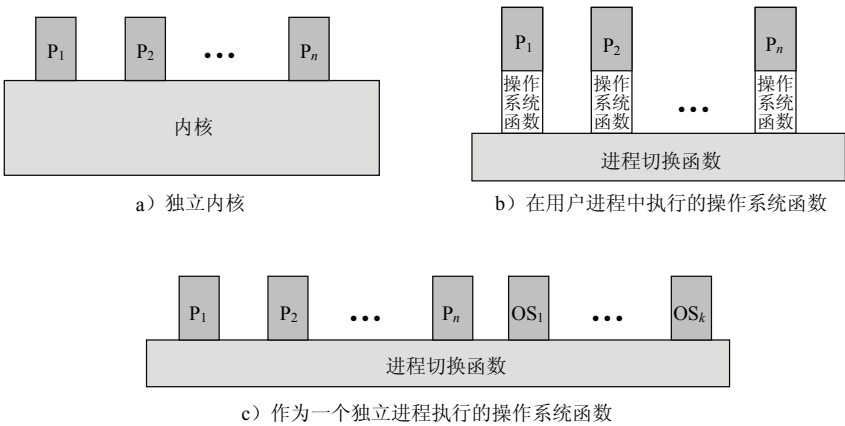 P1 P2 ••• Pn
内核
a）独立内核
P1 P2 Pn
操作 操作 操作
系统 系统 系统
函数 函数 ••• 函数
进程切换函数
b）在用户进程中执行的操作系统函数
P1 P2 ••• Pn OS1 ••• OSk
进程切换函数
c）作为一个独立进程执行的操作系统函数